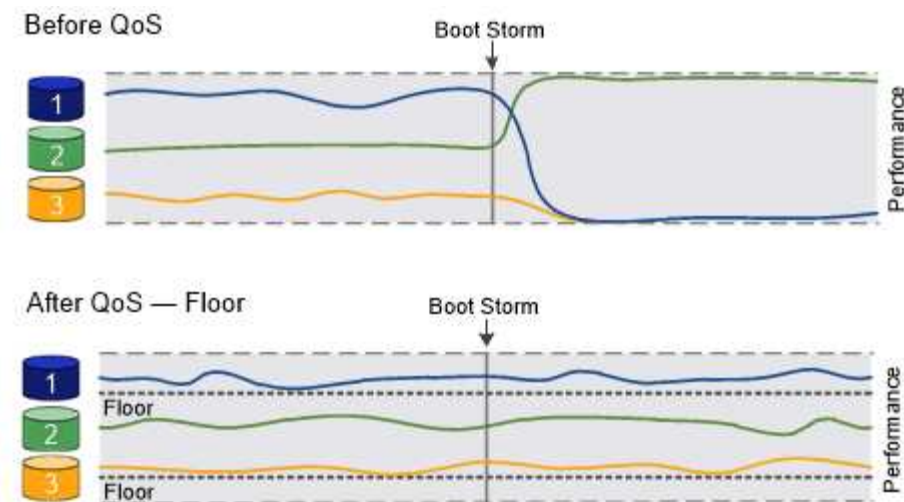 Before QoS
Boot Storm
1
2
3
Performance
After QoS — Floor
Boot Storm
1
Floor
2
3
Floor
Performance